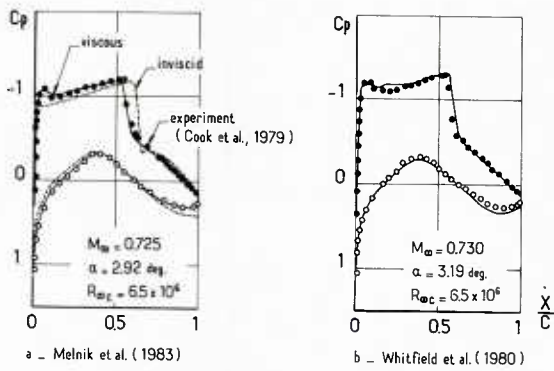 Cp
viscous
inviscid
-1
experiment
(Cook et al., 1979)
0
M∞ = 0.725
α = 2.92 deg.
R∞c = 6.5 x 10⁶
1
0 0.5 1
a _ Melnik et al. (1983)
Cp
-1
0
M∞ = 0.730
α = 3.19 deg.
R∞c = 6.5 x 10⁶
1
0 0.5 1
X
C
b _ Whitfield et al. (1980)